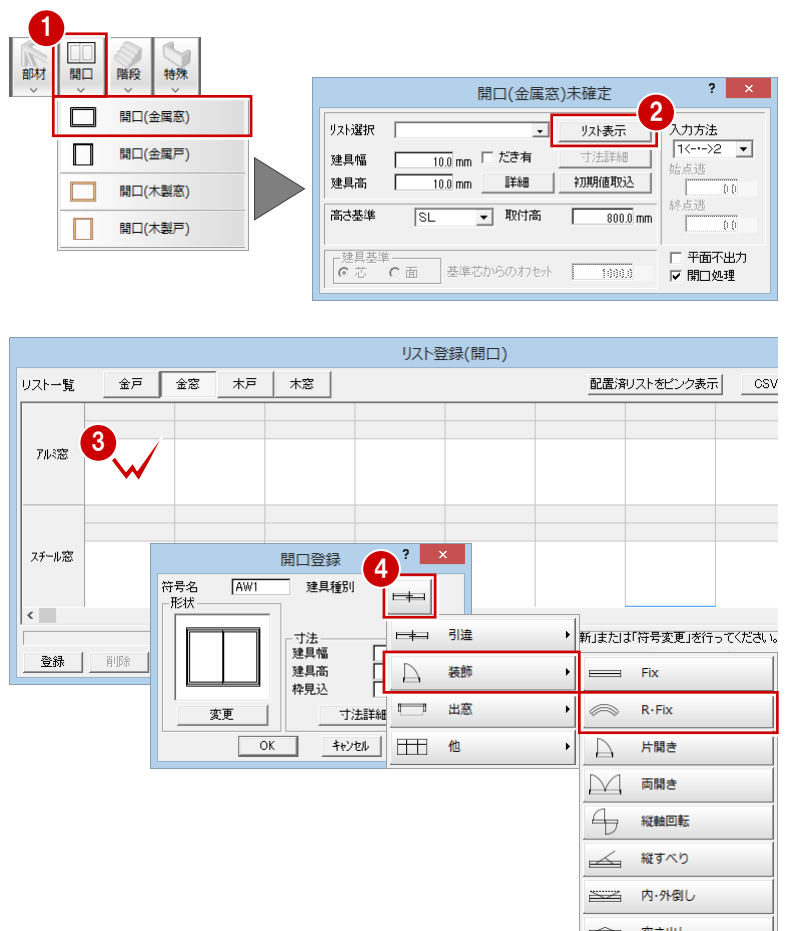 1
部材
開口
階段
特殊
開口(金属窓)
開口(金属戸)
開口(木製窓)
開口(木製戸)
開口(金属窓)未確定
?
×
2
リスト選択
リスト表示
入力方法
建具幅
10.0 mm
だき有
寸法詳細
1<-･->2
建具高
10.0 mm
詳細
初期値取込
始点逃
0.0
終点逃
0.0
高さ基準
SL
取付高
800.0 mm
建具基準
芯
面
基準芯からのオフセット
1000.0
平面不出力
開口処理
リスト登録(開口)
リスト一覧
金戸
金窓
木戸
木窓
配置済リストをピンク表示
CSV
アルミ窓
3
スチール窓
<
登録
削除
開口登録
?
×
4
符号名
AW1
建具種別
形状
変更
寸法
建具幅
建具高
枠見込
寸法詳細
OK
キャンセル
引違
装飾
出窓
他
新」または「符号変更」を行ってください。
Fix
R･Fix
片開き
両開き
縦軸回転
縦すべり
内･外倒し